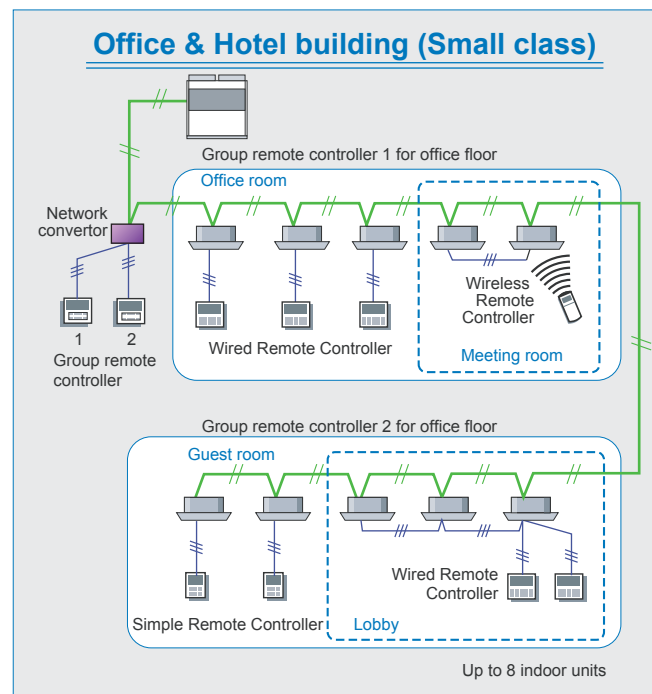 Office & Hotel building (Small class)
Group remote controller 1 for office floor
Office room
Network
convertor
1 2
Group remote
controller
Wired Remote Controller
Wireless
Remote
Controller
Meeting room
Group remote controller 2 for office floor
Guest room
Simple Remote Controller
Wired Remote
Controller
Lobby
Up to 8 indoor units